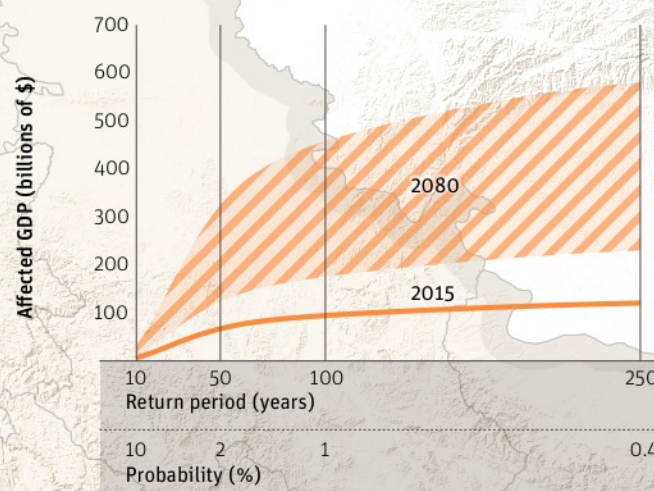 Affected GDP (billions of $)
700
600
500
400
300
200
100
2080
2015
10 50 100 250
Return period (years)
10 2 1 0.4
Probability (%)